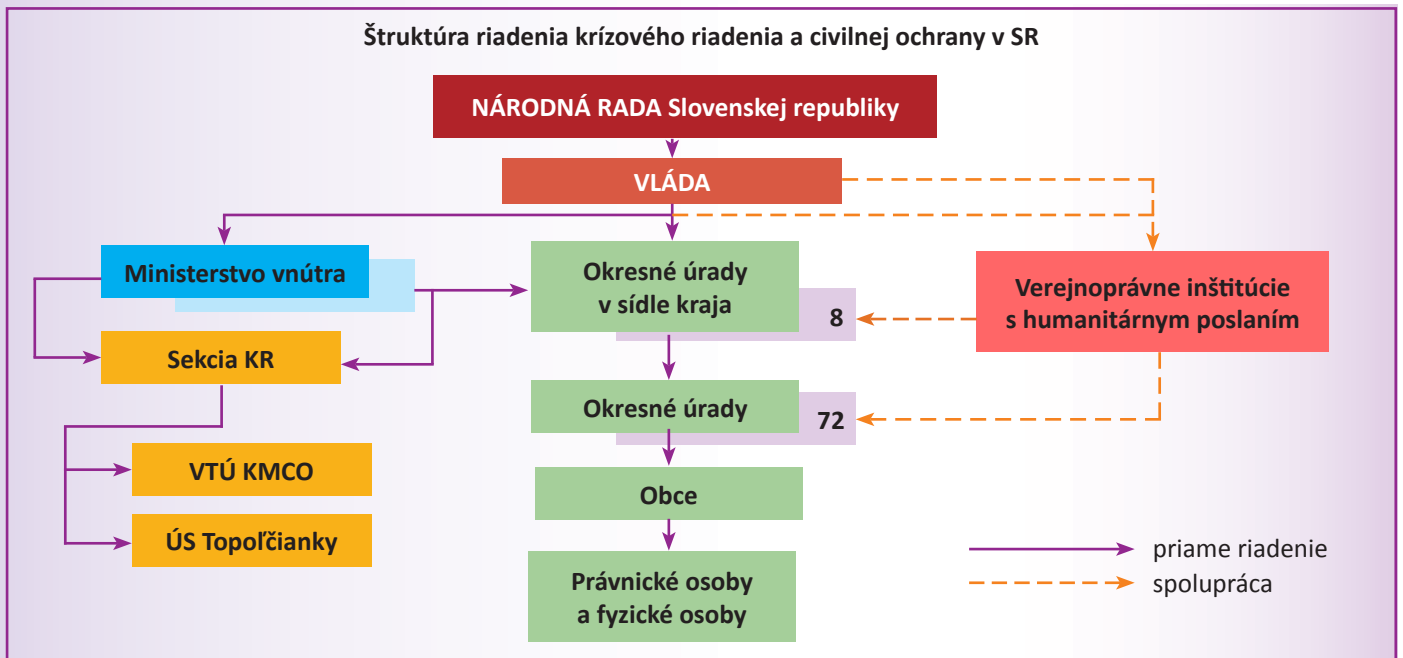 Štruktúra riadenia krízového riadenia a civilnej ochrany v SR
NÁRODNÁ RADA Slovenskej republiky
VLÁDA
Ministerstvo vnútra
Okresné úrady
v sídle kraja
8
Verejnoprávne inštitúcie
s humanitárnym poslaním
Sekcia KR
Okresné úrady
72
VTÚ KMCO
Obce
ÚS Topoľčianky
Právnické osoby
a fyzické osoby
priame riadenie
spolupráca